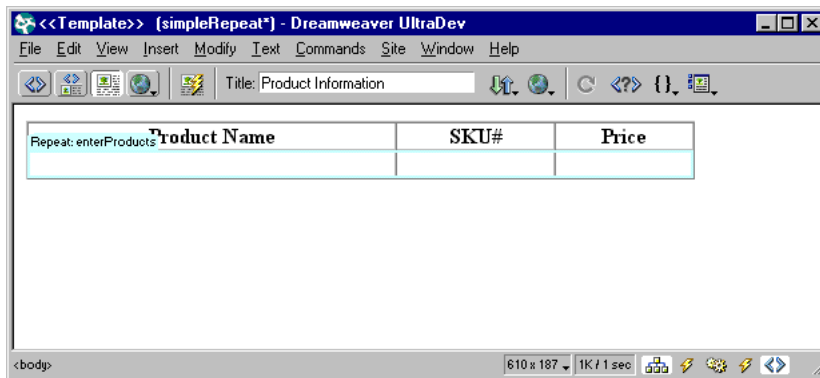 <<Template>> (simpleRepeat*) - Dreamweaver UltraDev
File Edit View Insert Modify Text Commands Site Window Help
Title: Product Information
Product Name SKU# Price
Repeat: enterProducts
<body> 610 x 187 1K / 1 sec